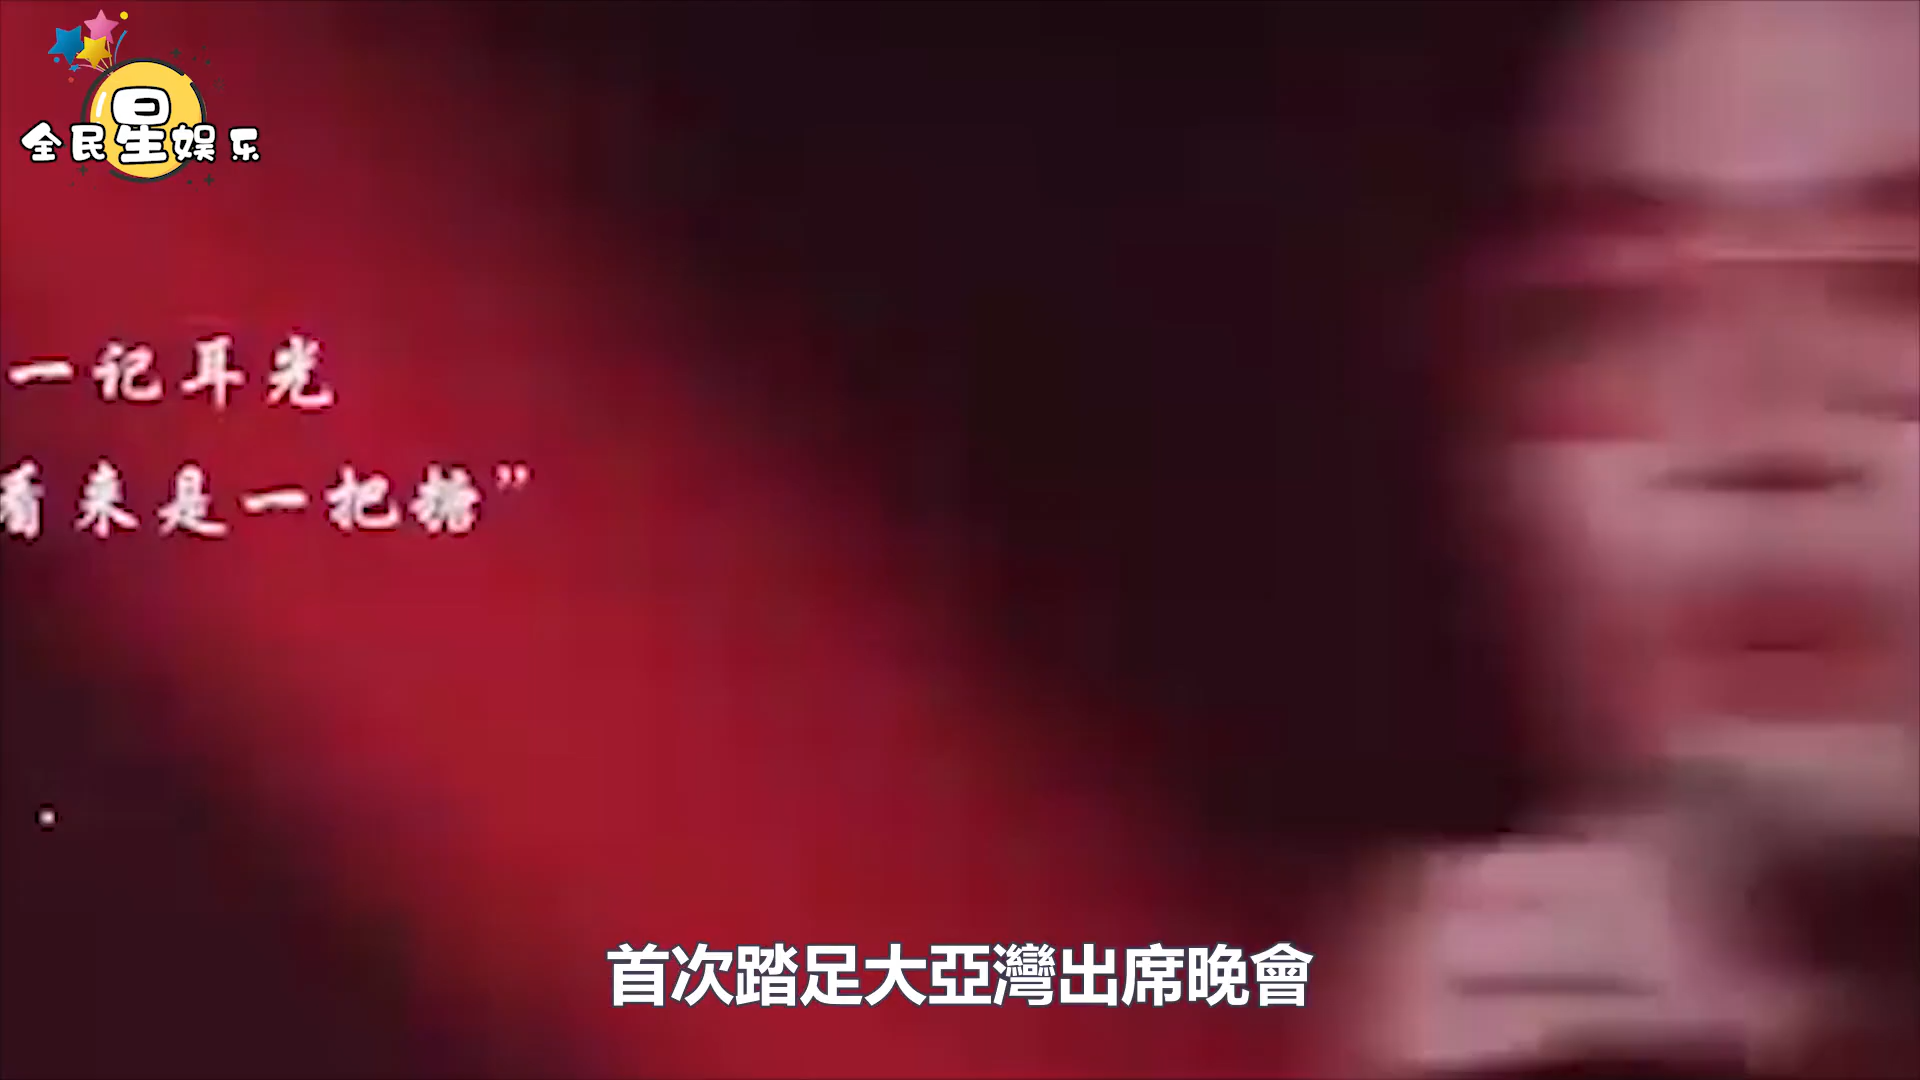 全民星娱乐
一记耳光
看来是一把糖”
首次踏足大亞灣出席晚會